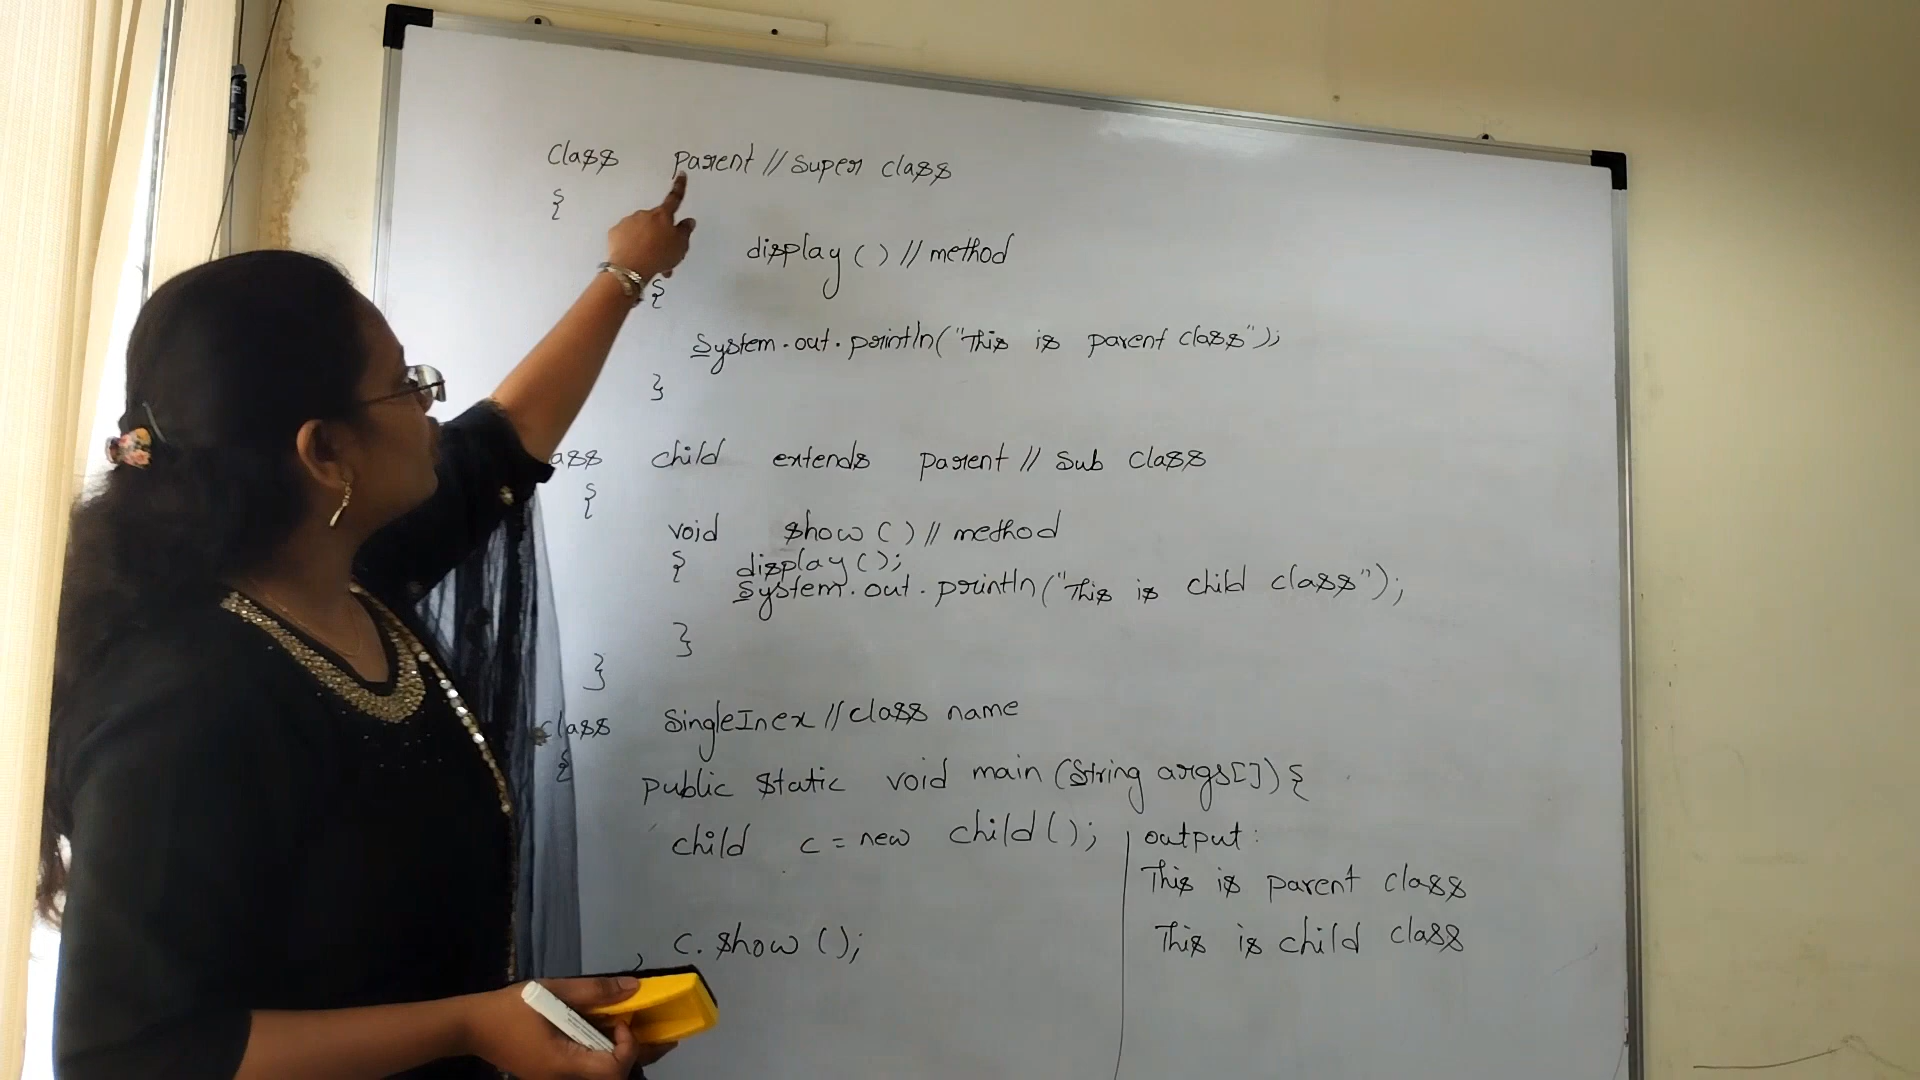 class parent // super class
{
display ( ) // method
{
System.out.println("This is parent class");
}
ass child extends parent // sub class
{
void show ( ) // method
{ display ( );
System.out.println("This is child class");
}
}
class SingleInex // class name
{
public static void main (String args[]) {
child c = new child ( );
c. show ( );
}
output:
This is parent class
This is child class